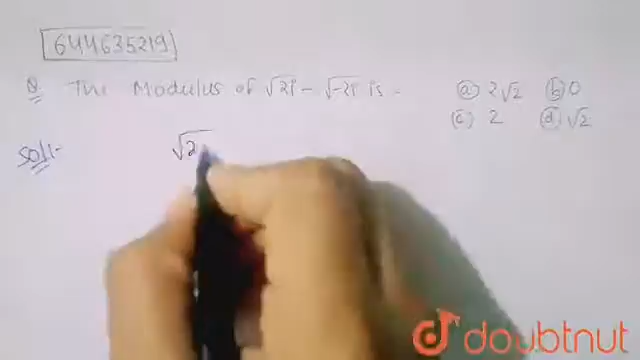 644635219
Q The Modulus of √2i - √-2i is -
(a) 2√2 (b) 0
(c) 2 (d) √2
Sol:- √2
doubtnut